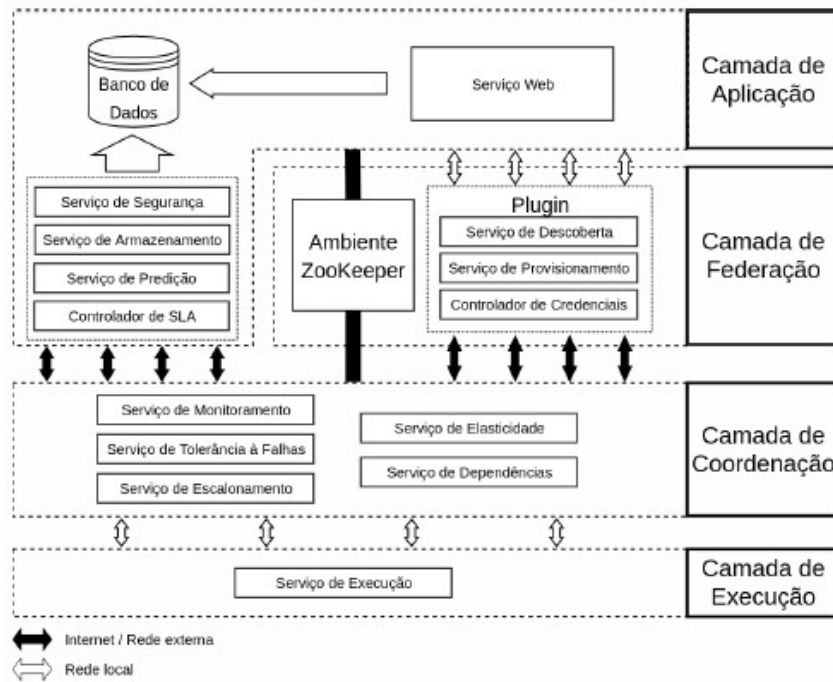 Banco de
Dados
Serviço Web
Camada de
Aplicação
Serviço de Segurança
Serviço de Armazenamento
Serviço de Predição
Controlador de SLA
Ambiente
ZooKeeper
Plugin
Serviço de Descoberta
Serviço de Provisionamento
Controlador de Credenciais
Camada de
Federação
Serviço de Monitoramento
Serviço de Tolerância à Falhas
Serviço de Escalonamento
Serviço de Elasticidade
Serviço de Dependências
Camada de
Coordenação
Serviço de Execução
Camada de
Execução
Internet / Rede externa
Rede local